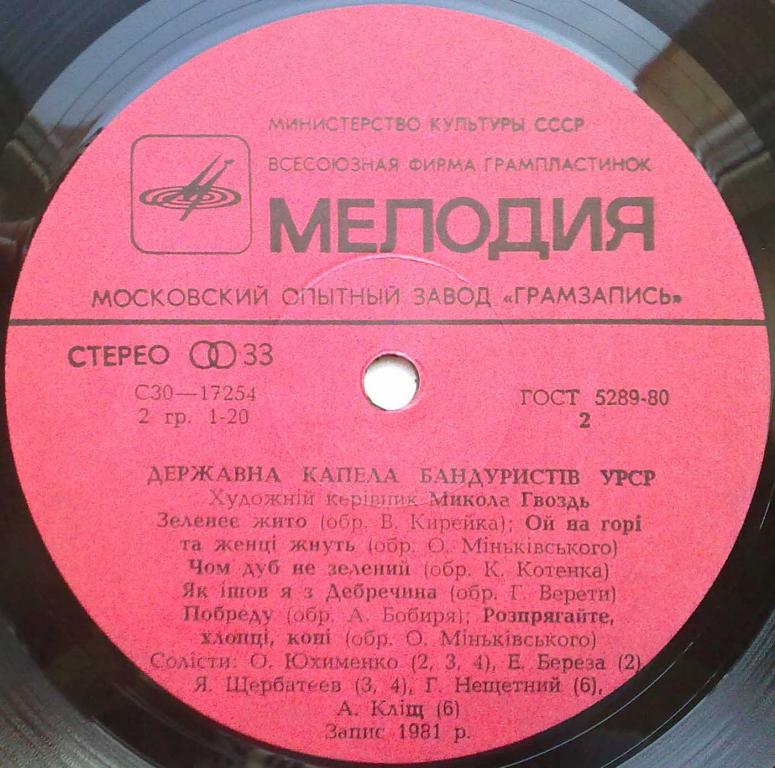 МИНИСТЕРСТВО КУЛЬТУРЫ СССР
ВСЕСОЮЗНАЯ ФИРМА ГРАМПЛАСТИНОК
МЕЛОДИЯ
МОСКОВСКИЙ ОПЫТНЫЙ ЗАВОД «ГРАМЗАПИСЬ»
СТЕРЕО 33
С30—17254
2 гр. 1-20
ГОСТ 5289-80
2
ДЕРЖАВНА КАПЕЛА БАНДУРИСТІВ УРСР
Художній керівник Микола Гвоздь
Зеленеє жито (обр. В. Кирейка); Ой на горі
та женці жнуть (обр. О. Міньківського)
Чом дуб не зелений (обр. К. Котенка)
Як ішов я з Дебречина (обр. Г. Верети)
Побреду (обр. А. Бобиря); Розпрягайте,
хлопці, коні (обр. О. Міньківського)
Солісти: О. Юхименко (2, 3, 4), Е. Береза (2),
Я. Щербатеев (3, 4), Г. Нещетний (6),
А. Кліщ (6)
Запис 1981 р.